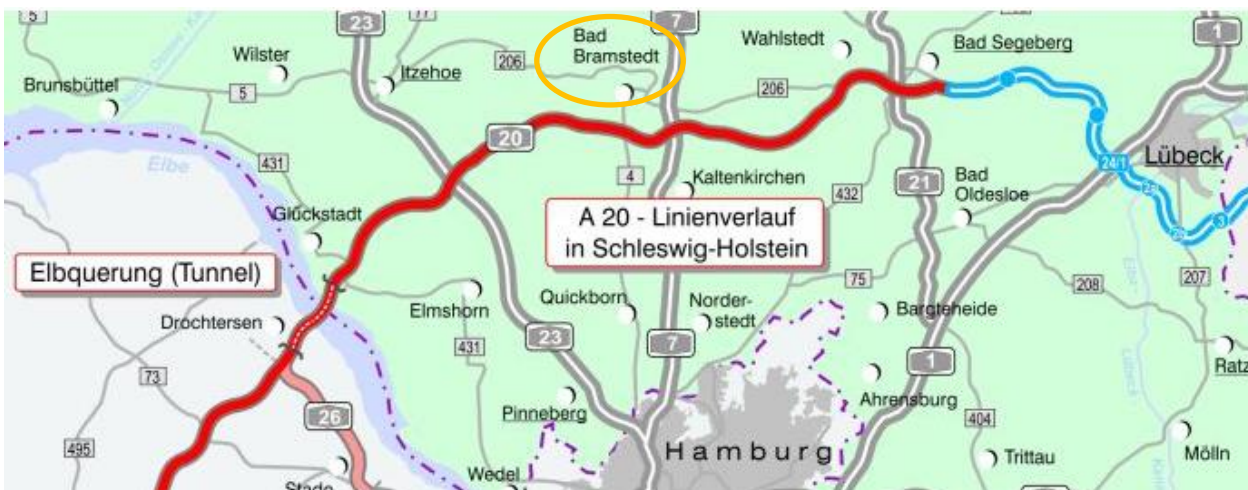 5
23
77
7
1
Wilster
Bad
Bramstedt
Wahlstedt
Bad Segeberg
Itzehoe
206
Brunsbüttel
5
206
20
431
Elbe
24/1
Lübeck
4
Kaltenkirchen
432
21
Bad
Oldesloe
Glückstadt
A 20 - Linienverlauf
in Schleswig-Holstein
3
Elbquerung (Tunnel)
75
207
208
Elmshorn
Quickborn
Norder-
stedt
Bargteheide
Drochtersen
23
7
431
1
Ratz
73
Pinneberg
Ahrensburg
26
404
495
Hamburg
Trittau
Mölln
Wedel
Stade